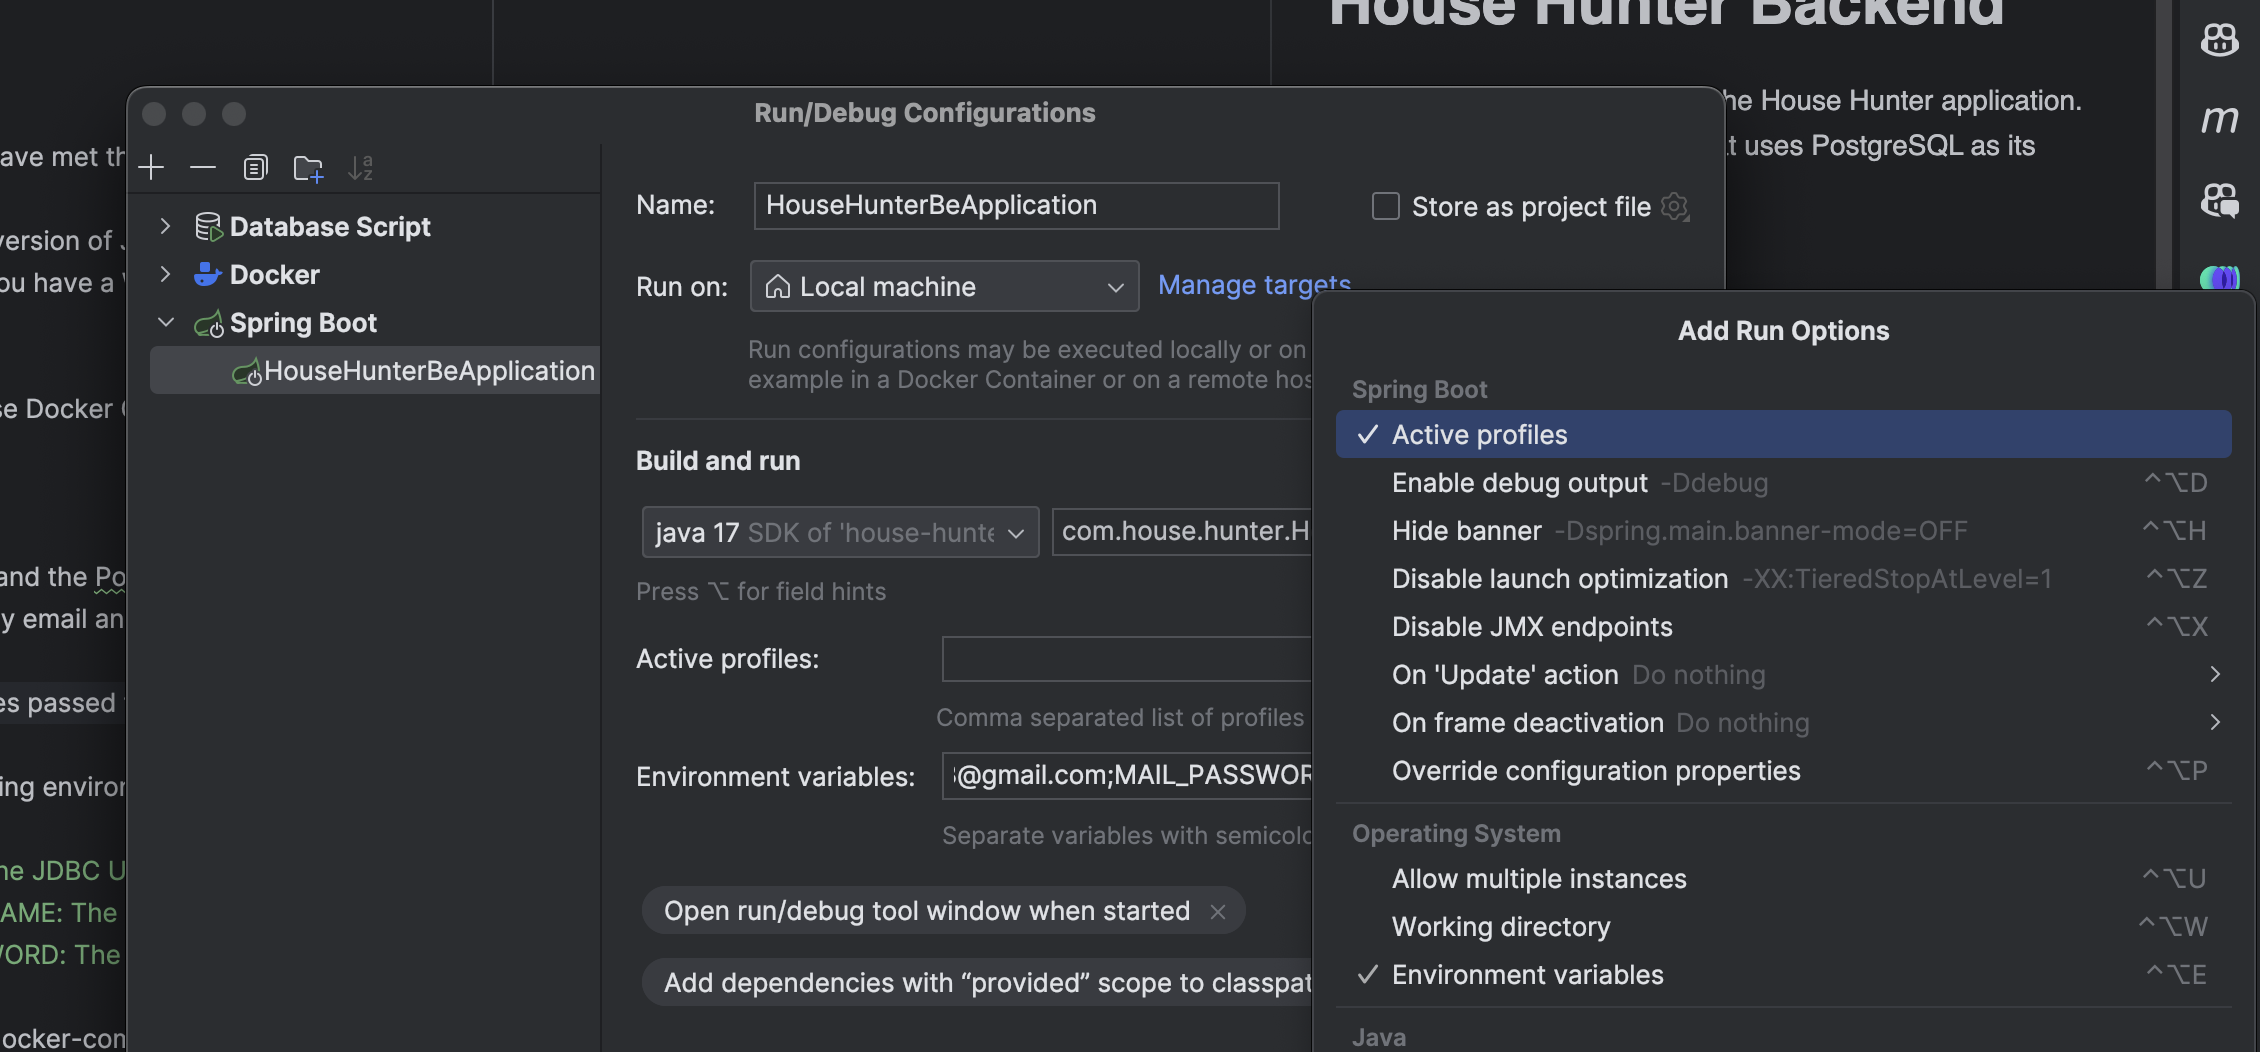 House Hunter Backend
he House Hunter application.
t uses PostgreSQL as its
ave met th
version of J
ou have a
se Docker
and the Po
y email an
es passed
ing enviror
ne JDBC U
AME: The
/ORD: The
ocker-con
Run/Debug Configurations
Database Script
Docker
Spring Boot
HouseHunterBeApplication
Name:
HouseHunterBeApplication
Store as project file
Run on:
Local machine
Manage targets
Run configurations may be executed locally or on
example in a Docker Container or on a remote hos
Build and run
java 17 SDK of 'house-hunte
com.house.hunter.H
Press ⌥ for field hints
Active profiles:
Comma separated list of profiles
Environment variables:
@gmail.com;MAIL_PASSWOR
Separate variables with semicolo
Open run/debug tool window when started
Add dependencies with “provided” scope to classpat
Add Run Options
Spring Boot
Active profiles
Enable debug output -Ddebug ⌃⌥D
Hide banner -Dspring.main.banner-mode=OFF ⌃⌥H
Disable launch optimization -XX:TieredStopAtLevel=1 ⌃⌥Z
Disable JMX endpoints ⌃⌥X
On 'Update' action Do nothing
On frame deactivation Do nothing
Override configuration properties ⌃⌥P
Operating System
Allow multiple instances ⌃⌥U
Working directory ⌃⌥W
Environment variables ⌃⌥E
Java